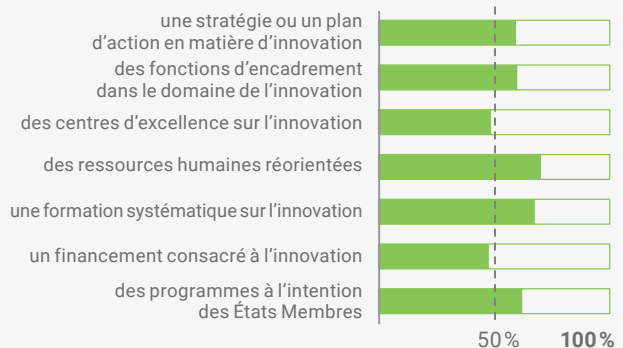 une stratégie ou un plan
d’action en matière d’innovation
des fonctions d’encadrement
dans le domaine de l’innovation
des centres d’excellence sur l’innovation
des ressources humaines réorientées
une formation systématique sur l’innovation
un financement consacré à l’innovation
des programmes à l’intention
des États Membres
50 % 100 %